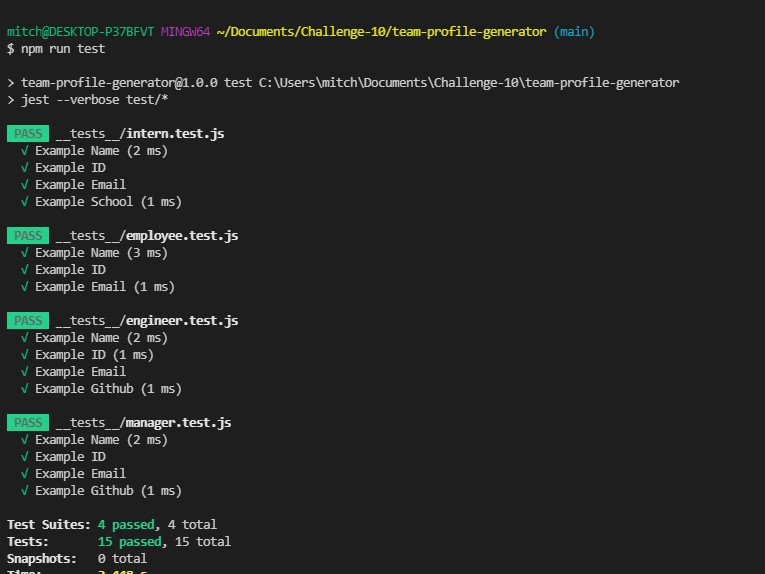 mitch@DESKTOP-P37BFVT MINGW64 ~/Documents/Challenge-10/team-profile-generator (main)
$ npm run test
> team-profile-generator@1.0.0 test C:\Users\mitch\Documents\Challenge-10\team-profile-generator
> jest --verbose test/*
PASS __tests__/intern.test.js
√ Example Name (2 ms)
√ Example ID
√ Example Email
√ Example School (1 ms)
PASS __tests__/employee.test.js
√ Example Name (3 ms)
√ Example ID
√ Example Email (1 ms)
PASS __tests__/engineer.test.js
√ Example Name (2 ms)
√ Example ID (1 ms)
√ Example Email
√ Example Github (1 ms)
PASS __tests__/manager.test.js
√ Example Name (2 ms)
√ Example ID
√ Example Email
√ Example Github (1 ms)
Test Suites: 4 passed, 4 total
Tests: 15 passed, 15 total
Snapshots: 0 total
Time: